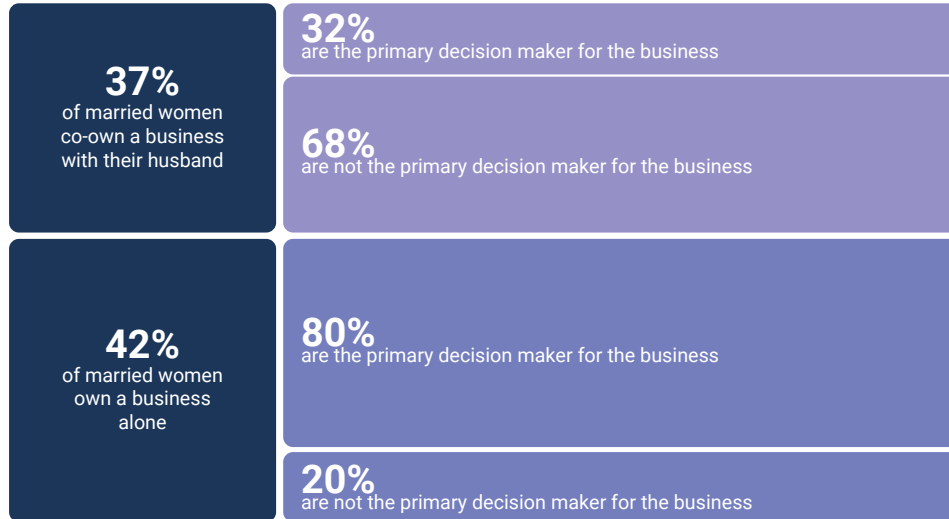 37%
of married women
co-own a business
with their husband
32%
are the primary decision maker for the business
68%
are not the primary decision maker for the business
42%
of married women
own a business
alone
80%
are the primary decision maker for the business
20%
are not the primary decision maker for the business